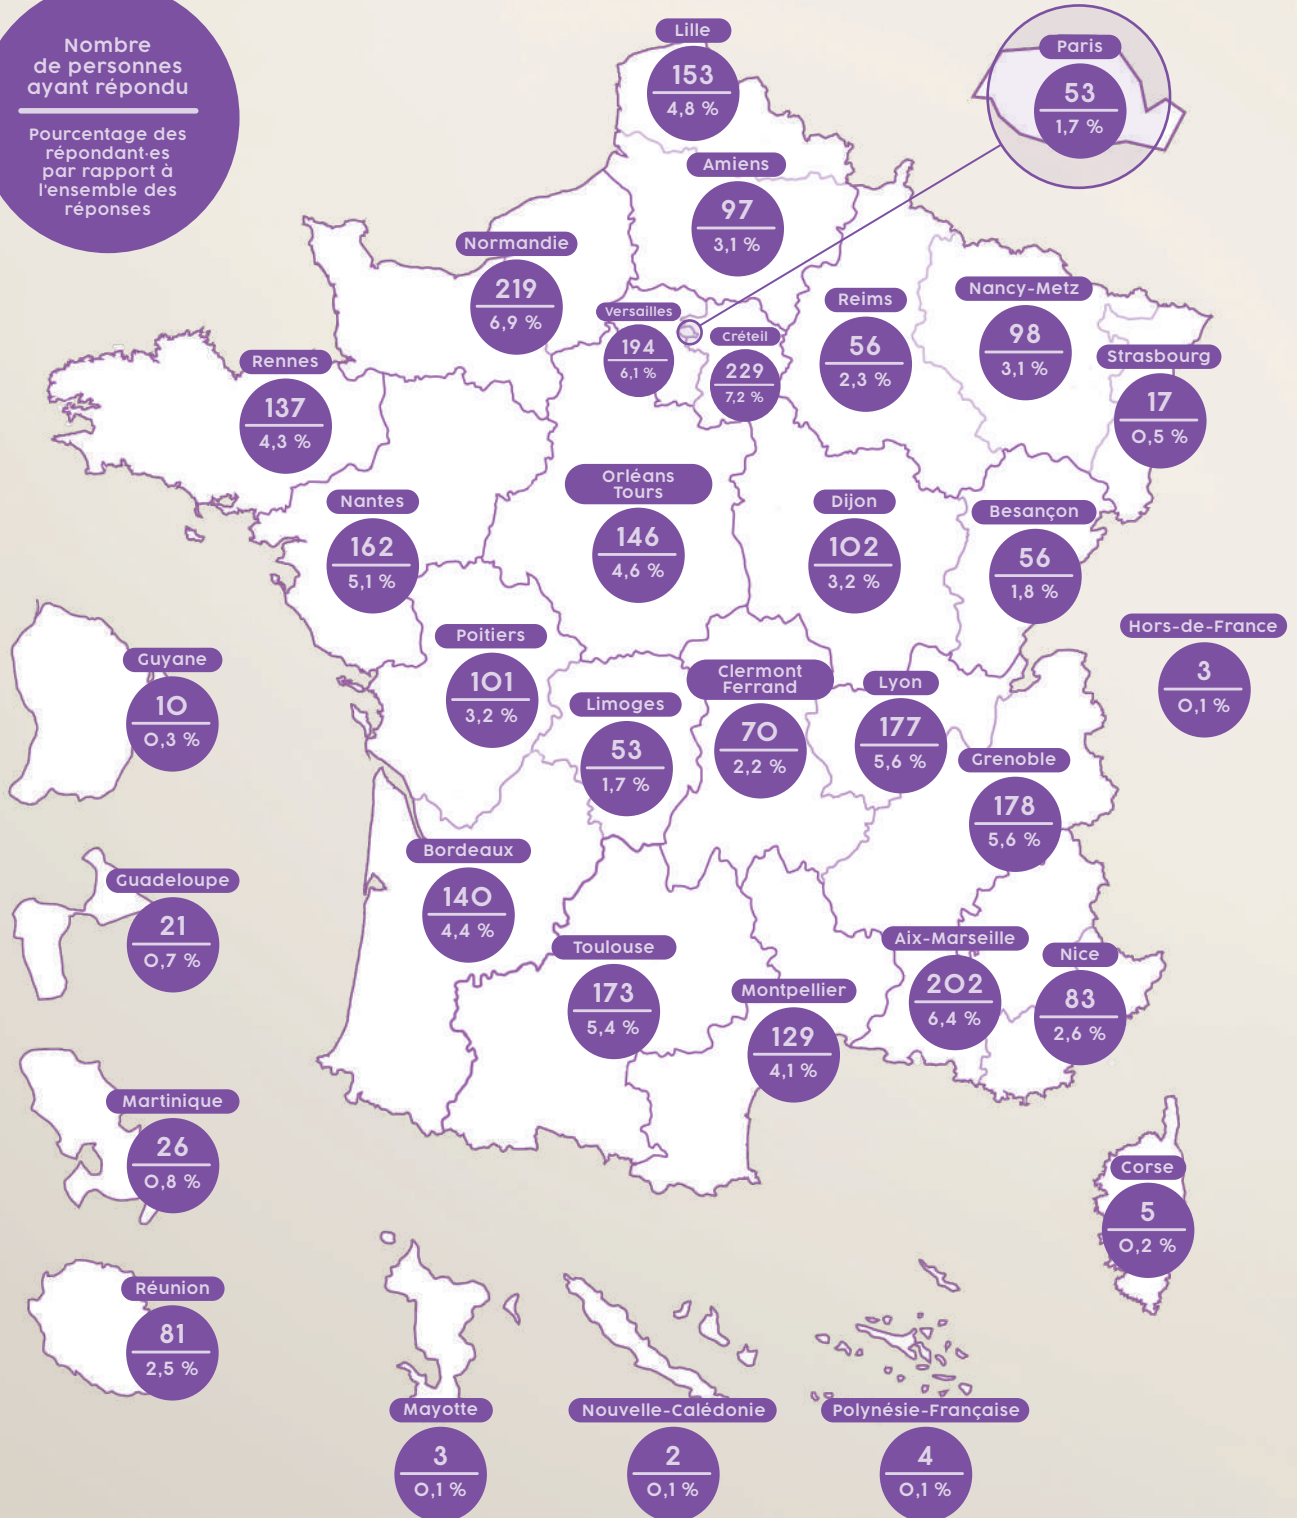 Nombre
de personnes
ayant répondu
Pourcentage des
répondant·es
par rapport à
l'ensemble des
réponses
Lille
153
4,8 %
Paris
53
1,7 %
Amiens
97
3,1 %
Normandie
219
6,9 %
Versailles
194
6,1 %
Créteil
229
7,2 %
Reims
56
2,3 %
Nancy-Metz
98
3,1 %
Strasbourg
17
0,5 %
Rennes
137
4,3 %
Nantes
162
5,1 %
Orléans
Tours
146
4,6 %
Dijon
102
3,2 %
Besançon
56
1,8 %
Hors-de-France
3
0,1 %
Guyane
10
0,3 %
Poitiers
101
3,2 %
Limoges
53
1,7 %
Clermont
Ferrand
70
2,2 %
Lyon
177
5,6 %
Grenoble
178
5,6 %
Guadeloupe
21
0,7 %
Bordeaux
140
4,4 %
Toulouse
173
5,4 %
Montpellier
129
4,1 %
Aix-Marseille
202
6,4 %
Nice
83
2,6 %
Martinique
26
0,8 %
Corse
5
0,2 %
Réunion
81
2,5 %
Mayotte
3
0,1 %
Nouvelle-Calédonie
2
0,1 %
Polynésie-Française
4
0,1 %